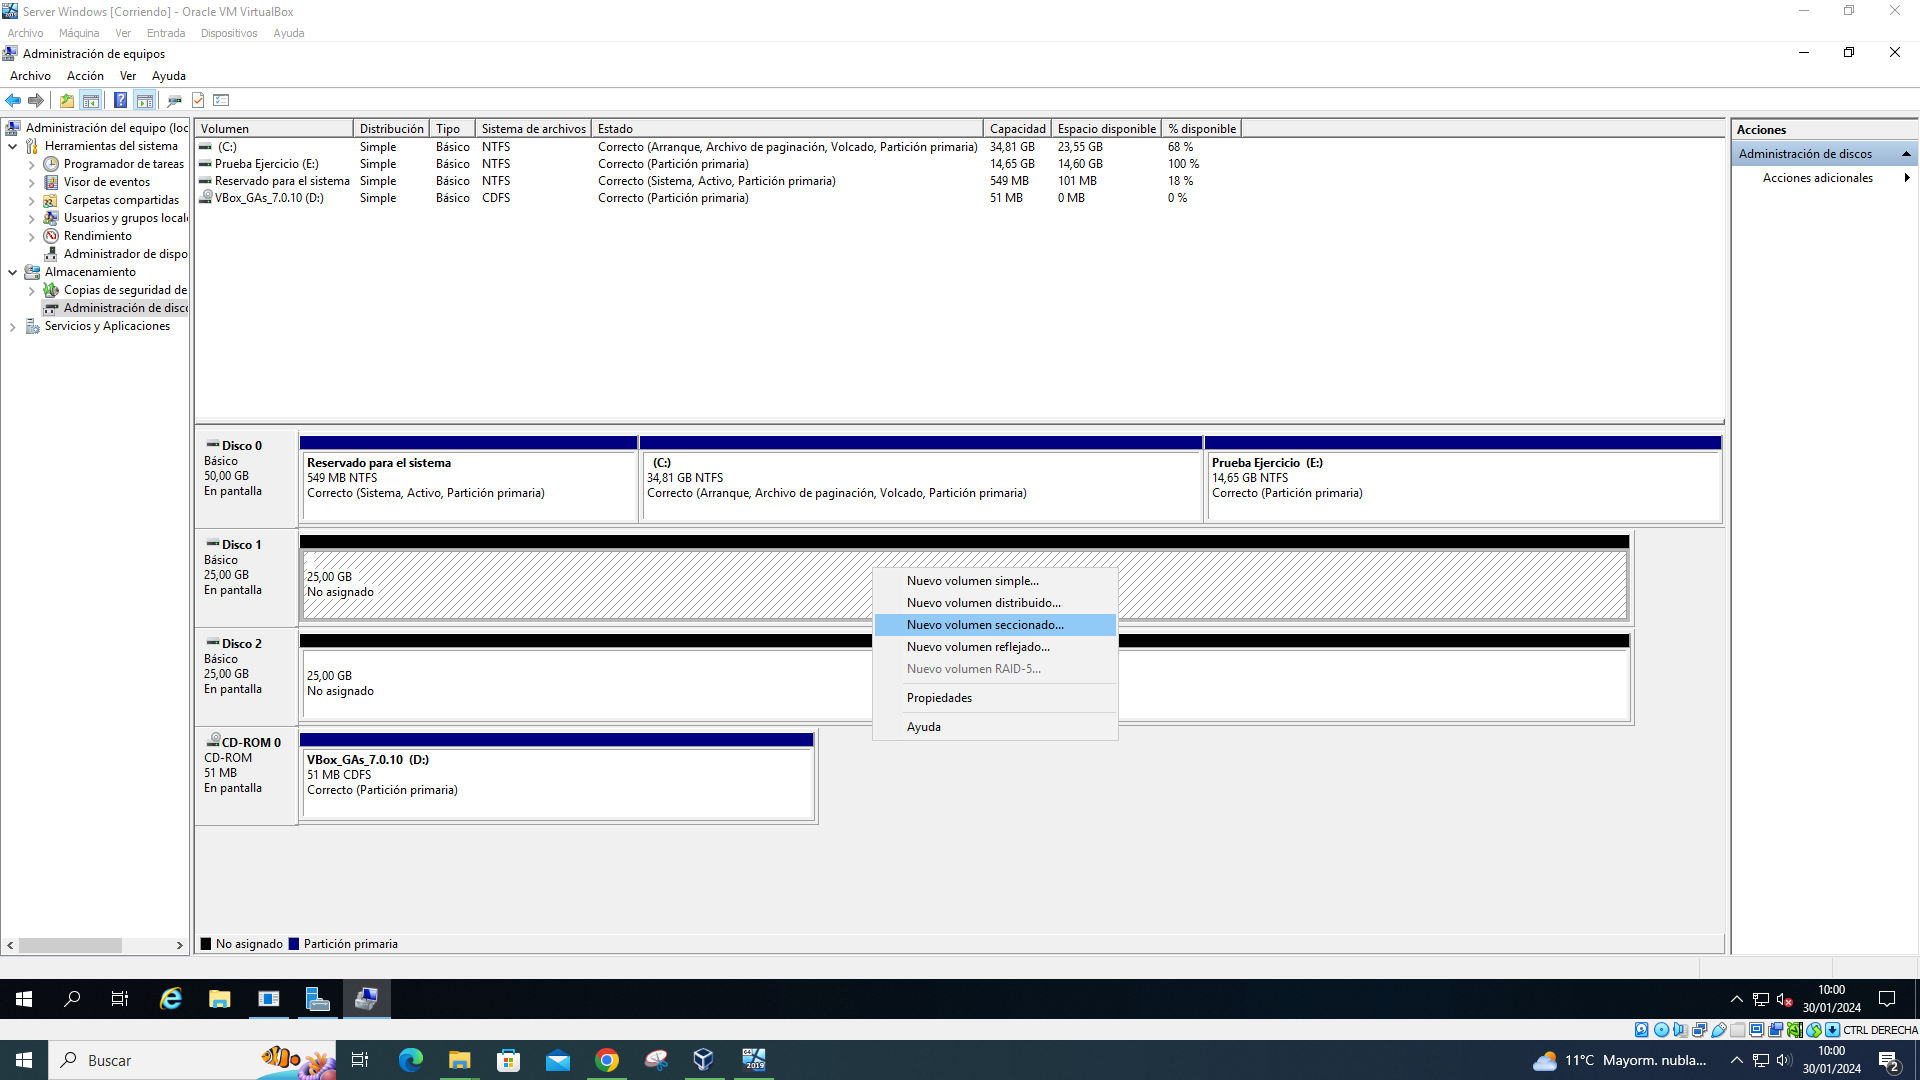 Server Windows [Corriendo] - Oracle VM VirtualBox
Archivo Máquina Ver Entrada Dispositivos Ayuda
Administración de equipos
Archivo Acción Ver Ayuda
Administración del equipo (loc
Herramientas del sistema
Programador de tareas
Visor de eventos
Carpetas compartidas
Usuarios y grupos local
Rendimiento
Administrador de dispo
Almacenamiento
Copias de seguridad de
Administración de disco
Servicios y Aplicaciones
Volumen Distribución Tipo Sistema de archivos Estado Capacidad Espacio disponible % disponible
(C:) Simple Básico NTFS Correcto (Arranque, Archivo de paginación, Volcado, Partición primaria) 34,81 GB 23,55 GB 68 %
Prueba Ejercicio (E:) Simple Básico NTFS Correcto (Partición primaria) 14,65 GB 14,60 GB 100 %
Reservado para el sistema Simple Básico NTFS Correcto (Sistema, Activo, Partición primaria) 549 MB 101 MB 18 %
VBox_GAs_7.0.10 (D:) Simple Básico CDFS Correcto (Partición primaria) 51 MB 0 MB 0 %
Acciones
Administración de discos
Acciones adicionales
Disco 0
Básico
50,00 GB
En pantalla
Reservado para el sistema
549 MB NTFS
Correcto (Sistema, Activo, Partición primaria)
(C:)
34,81 GB NTFS
Correcto (Arranque, Archivo de paginación, Volcado, Partición primaria)
Prueba Ejercicio (E:)
14,65 GB NTFS
Correcto (Partición primaria)
Disco 1
Básico
25,00 GB
En pantalla
25,00 GB
No asignado
Nuevo volumen simple...
Nuevo volumen distribuido...
Nuevo volumen seccionado...
Nuevo volumen reflejado...
Nuevo volumen RAID-5...
Propiedades
Ayuda
Disco 2
Básico
25,00 GB
En pantalla
25,00 GB
No asignado
CD-ROM 0
CD-ROM
51 MB
En pantalla
VBox_GAs_7.0.10 (D:)
51 MB CDFS
Correcto (Partición primaria)
No asignado Partición primaria
10:00
30/01/2024
CTRL DERECHA
Buscar
2019
11°C Mayorm. nubla...
10:00
30/01/2024
2